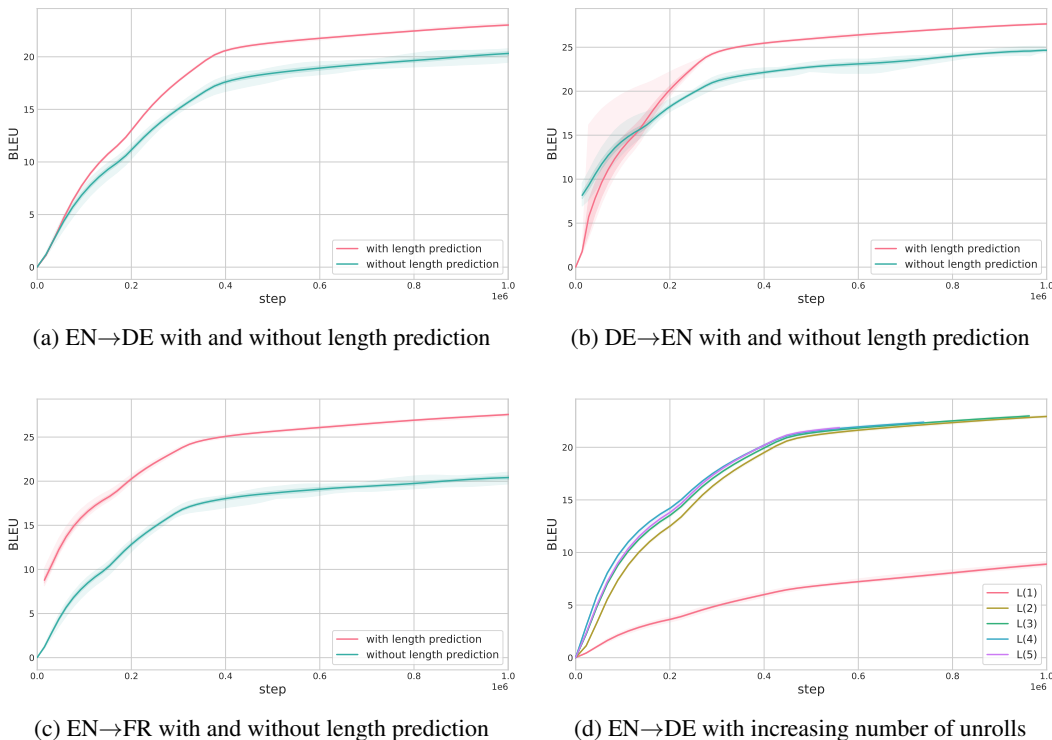 20
15
10
5
0
BLEU
with length prediction
without length prediction
0.0 0.2 0.4 0.6 0.8 1.0
step 1e6
(a) EN→DE with and without length prediction
25
20
15
10
5
0
BLEU
with length prediction
without length prediction
0.0 0.2 0.4 0.6 0.8 1.0
step 1e6
(b) DE→EN with and without length prediction
25
20
15
10
5
0
BLEU
with length prediction
without length prediction
0.0 0.2 0.4 0.6 0.8 1.0
step 1e6
(c) EN→FR with and without length prediction
25
20
15
10
5
0
BLEU
L(1)
L(2)
L(3)
L(4)
L(5)
0.0 0.2 0.4 0.6 0.8 1.0
step 1e6
(d) EN→DE with increasing number of unrolls